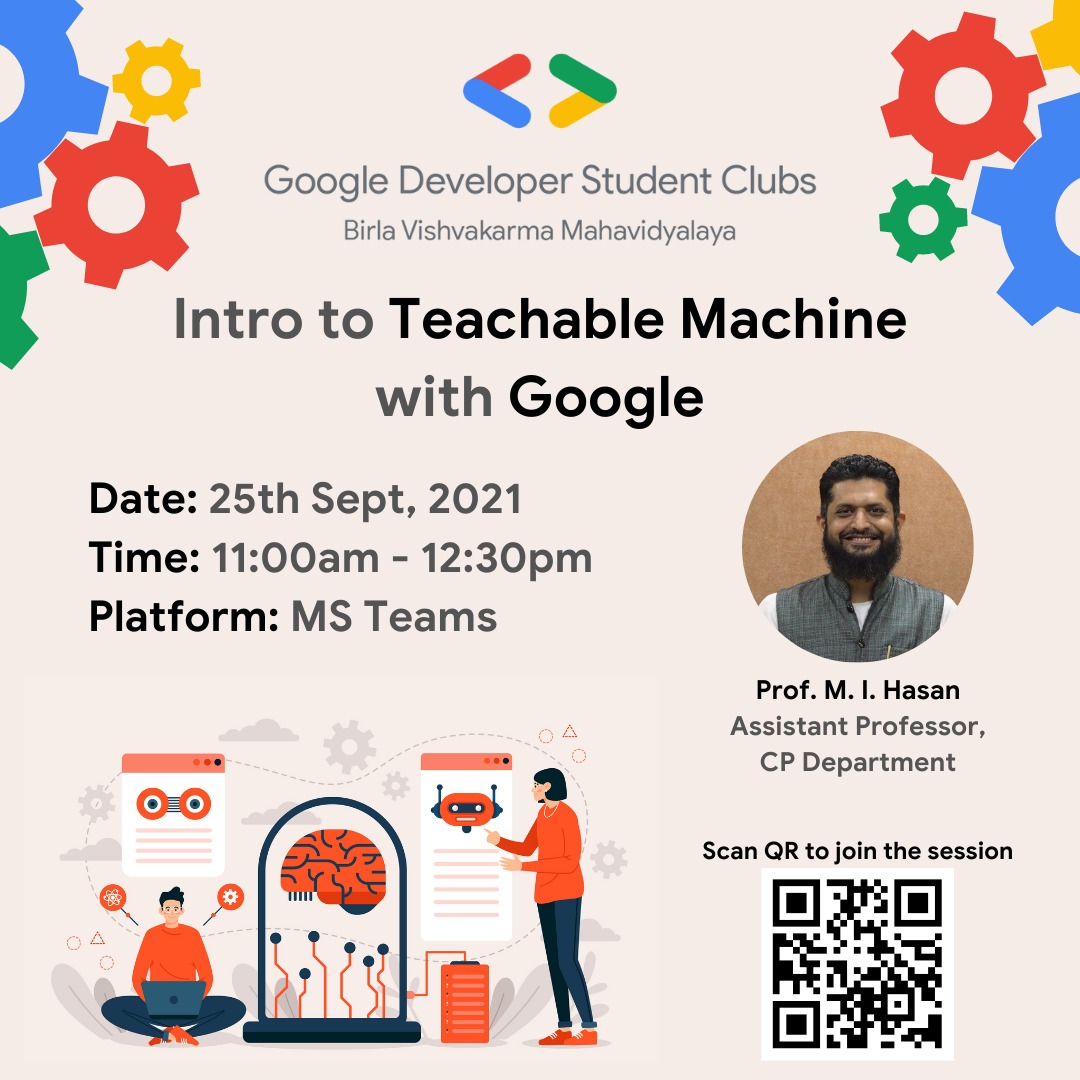 Google Developer Student Clubs
Birla Vishvakarma Mahavidyalaya
Intro to Teachable Machine
with Google
Date: 25th Sept, 2021
Time: 11:00am - 12:30pm
Platform: MS Teams
Prof. M. I. Hasan
Assistant Professor,
CP Department
Scan QR to join the session